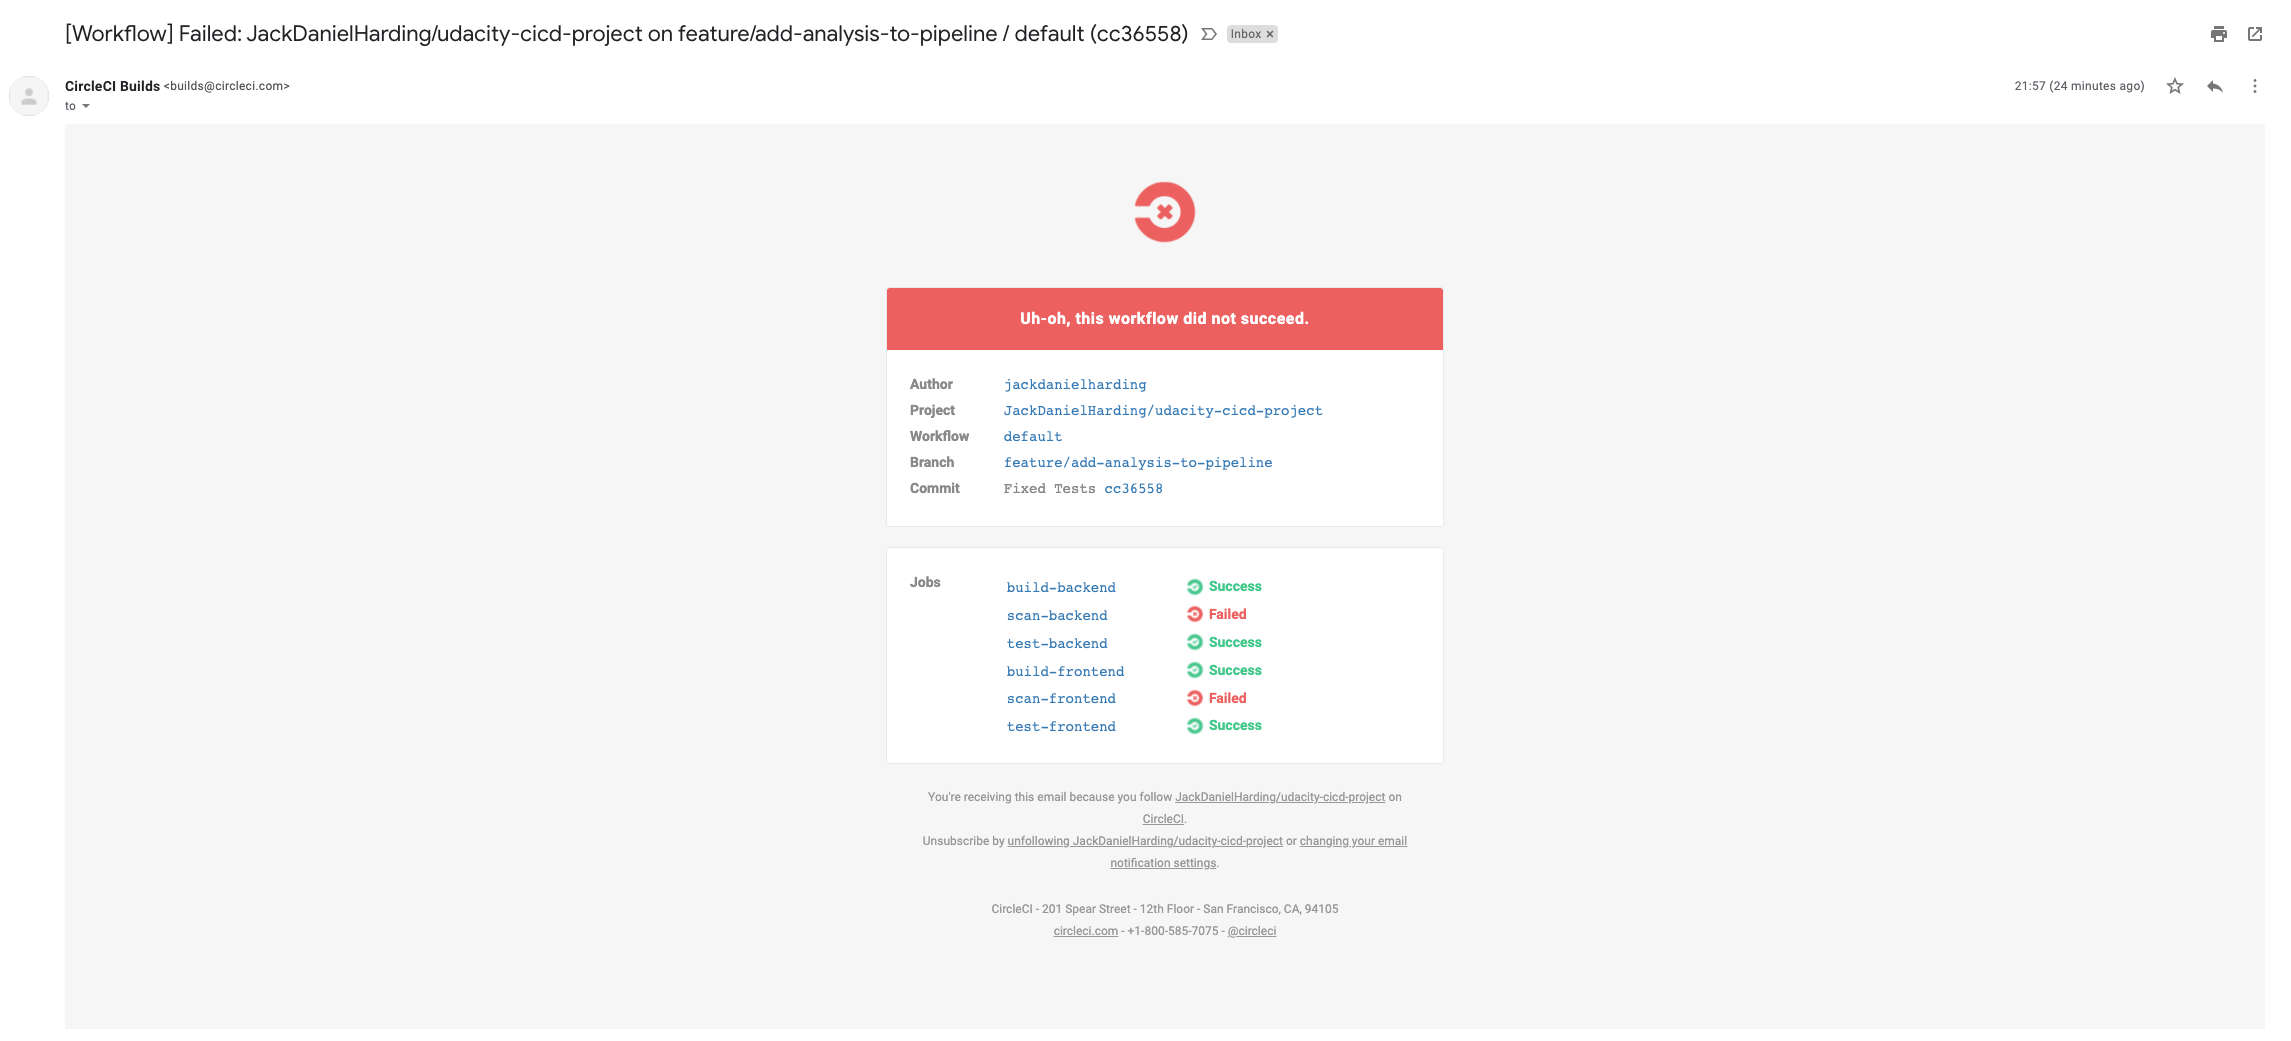 [Workflow] Failed: JackDanielHarding/udacity-cicd-project on feature/add-analysis-to-pipeline / default (cc36558) Inbox ×
CircleCI Builds <builds@circleci.com>
21:57 (24 minutes ago)
to
Uh-oh, this workflow did not succeed.
Author jackdanielharding
Project JackDanielHarding/udacity-cicd-project
Workflow default
Branch feature/add-analysis-to-pipeline
Commit Fixed Tests cc36558
Jobs build-backend Success
scan-backend Failed
test-backend Success
build-frontend Success
scan-frontend Failed
test-frontend Success
You're receiving this email because you follow JackDanielHarding/udacity-cicd-project on
CircleCI.
Unsubscribe by unfollowing JackDanielHarding/udacity-cicd-project or changing your email
notification settings.
CircleCI - 201 Spear Street - 12th Floor - San Francisco, CA, 94105
circleci.com - +1-800-585-7075 - @circleci